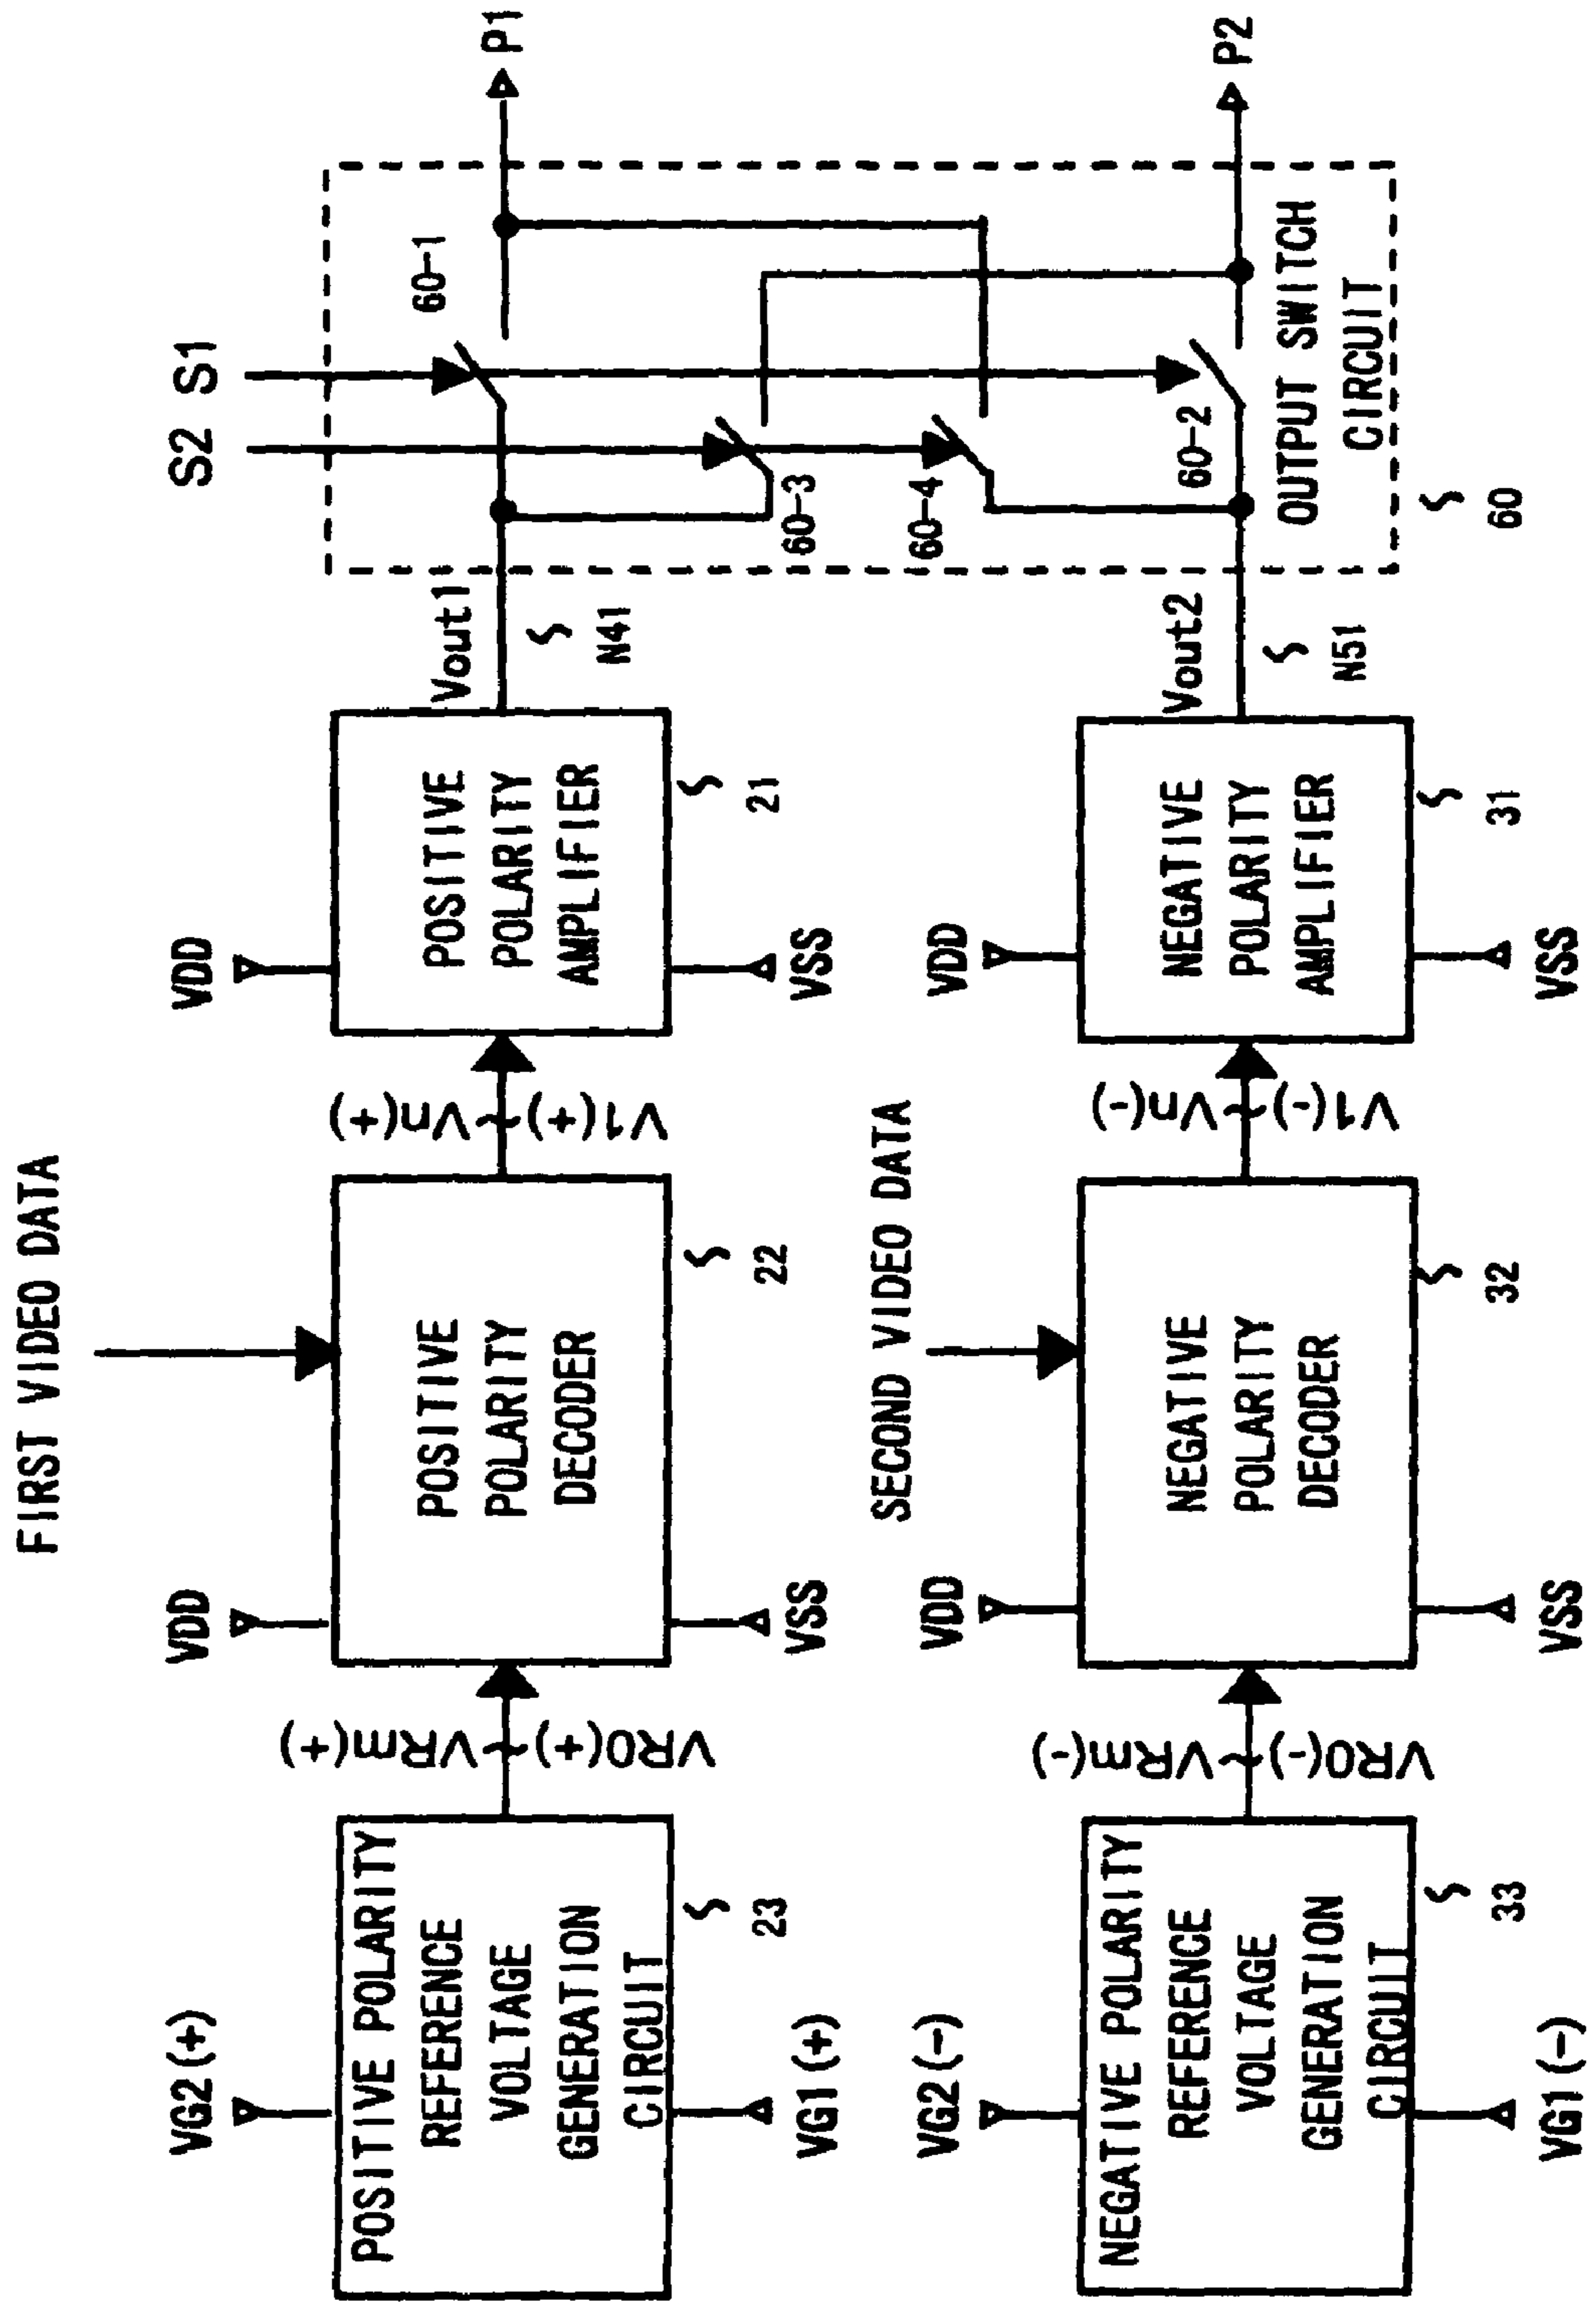 FIRST VIDEO DATA
VG2(+)
VDD
VDD
S2
S1
POSITIVE POLARITY
REFERENCE
VOLTAGE
GENERATION
CIRCUIT
23
VG1(+)
VRm(+)
~
VR0(+)
POSITIVE
POLARITY
DECODER
22
VSS
Vn(+)
~
V1(+)
POSITIVE
POLARITY
AMPLIFIER
21
VSS
Vout1
N41
60-1
60-3
60-4
60-2
P1
SECOND VIDEO DATA
VG2(-)
VDD
VDD
NEGATIVE POLARITY
REFERENCE
VOLTAGE
GENERATION
CIRCUIT
33
VG1(-)
VRm(-)
~
VR0(-)
NEGATIVE
POLARITY
DECODER
32
VSS
Vn(-)
~
V1(-)
NEGATIVE
POLARITY
AMPLIFIER
31
VSS
Vout2
N51
P2
OUTPUT SWITCH
CIRCUIT
60